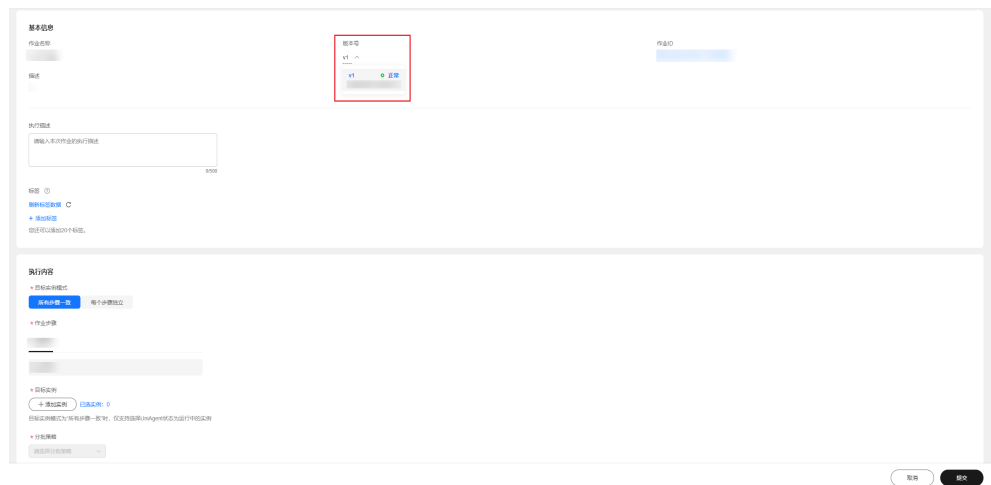 基本信息
作业名称
版本号
作业ID
v1
描述
v1 正常
执行描述
请输入本次作业的执行描述
0/500
标签
刷新标签数据
+ 添加标签
您还可以添加20个标签。
执行内容
* 目标实例模式
所有步骤一致 每个步骤独立
* 作业步骤
* 目标实例
+ 添加实例 已选实例：0
目标实例模式为“所有步骤一致”时，仅支持选择UniAgent状态为运行中的实例
* 分批策略
请选择分批策略
取消 提交